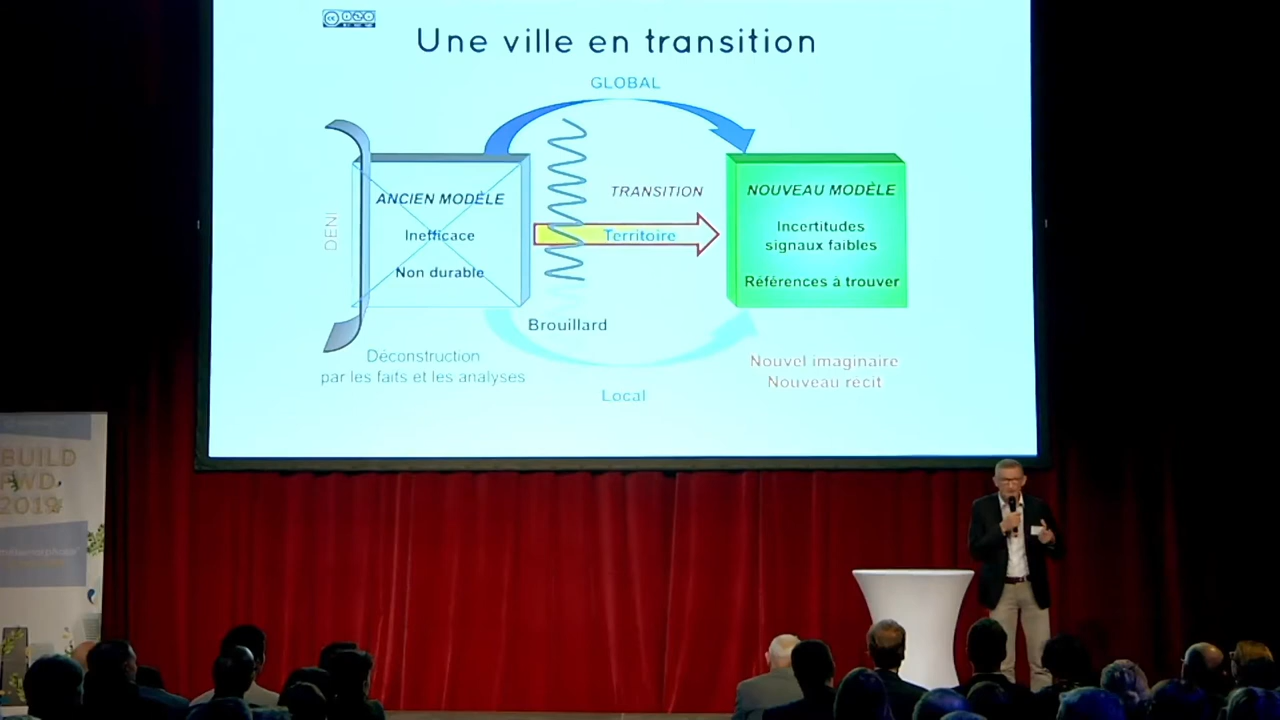 Une ville en transition
GLOBAL
DENI
ANCIEN MODÈLE
Inefficace
Non durable
TRANSITION
Territoire
NOUVEAU MODÈLE
Incertitudes
signaux faibles
Références à trouver
Brouillard
Déconstruction
par les faits et les analyses
Local
Nouvel imaginaire
Nouveau récit
BUILD
FWD
2019